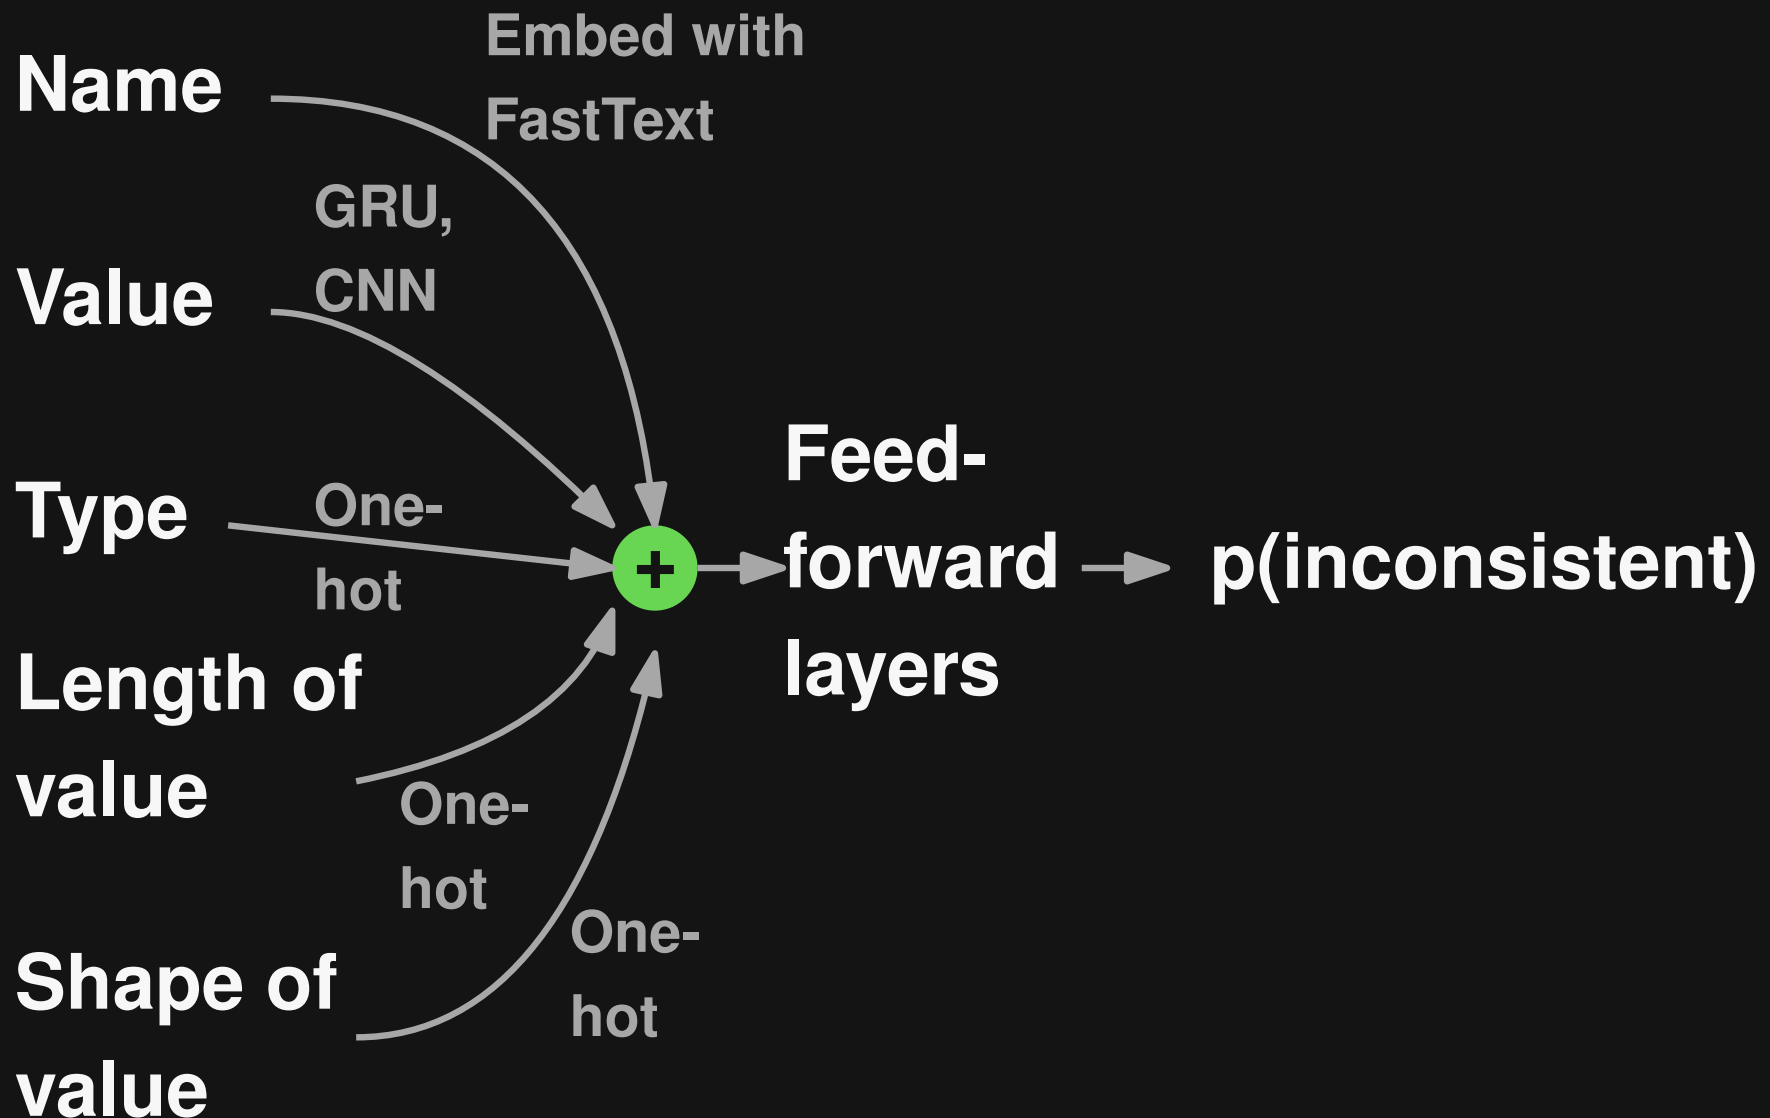 Embed with
FastText
Name
GRU,
CNN
Value
Type
One-
hot
Length of
value
One-
hot
Shape of
value
One-
hot
+
Feed-
forward
layers
p(inconsistent)